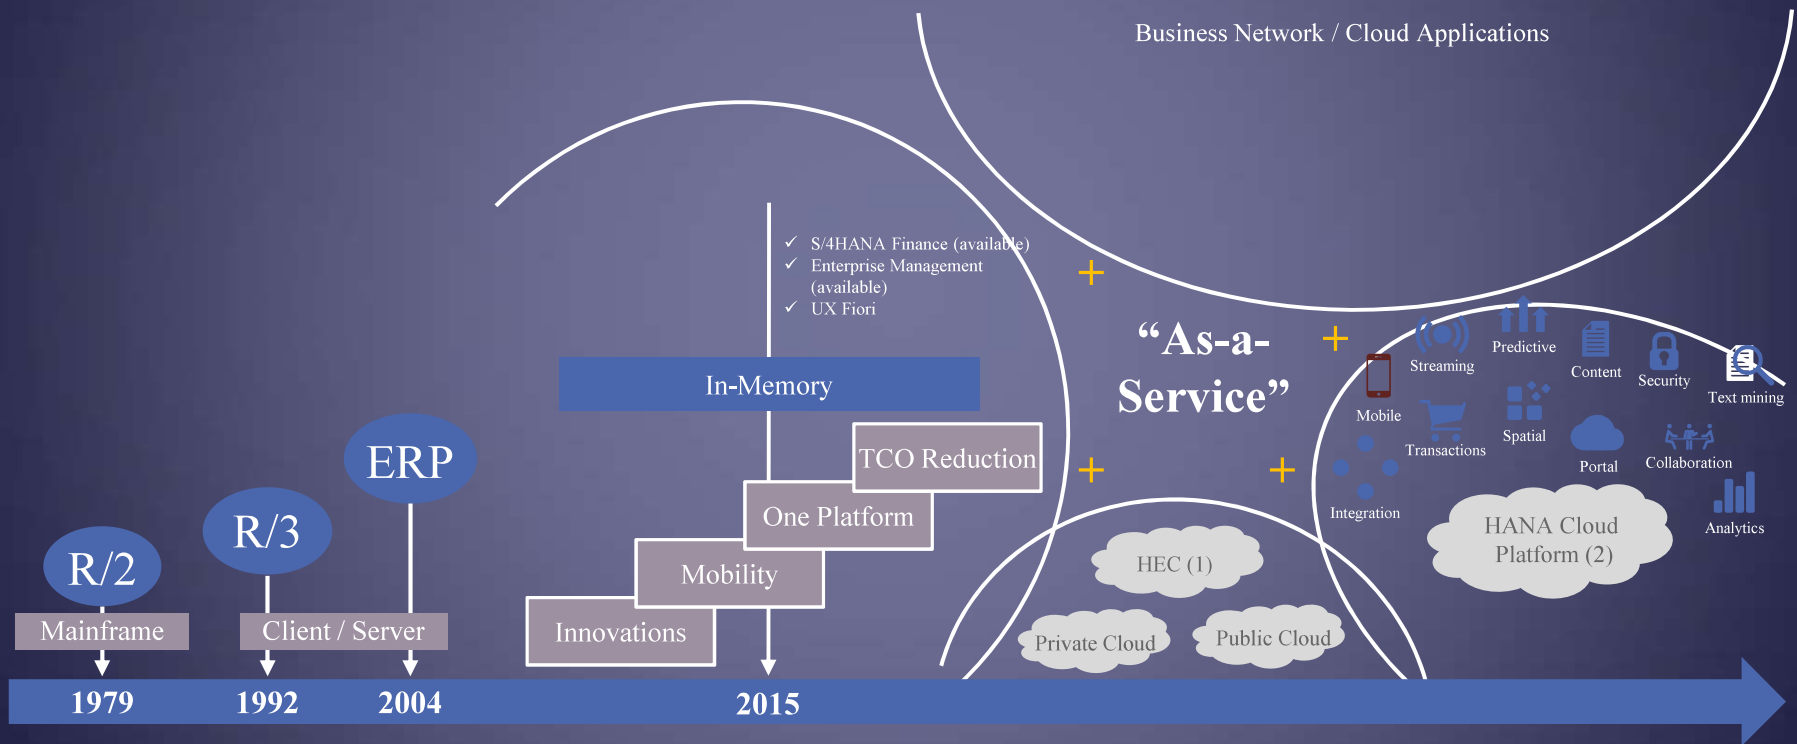 Business Network / Cloud Applications
✓ S/4HANA Finance (available)
✓ Enterprise Management
(available)
✓ UX Fiori
“As-a-
Service”
In-Memory
TCO Reduction
One Platform
Mobility
Innovations
ERP
R/3
R/2
Mainframe
Client / Server
Predictive
Streaming
Content
Security
Text mining
Mobile
Transactions
Spatial
Portal
Collaboration
Integration
Analytics
HANA Cloud
Platform (2)
HEC (1)
Private Cloud
Public Cloud
1979
1992
2004
2015